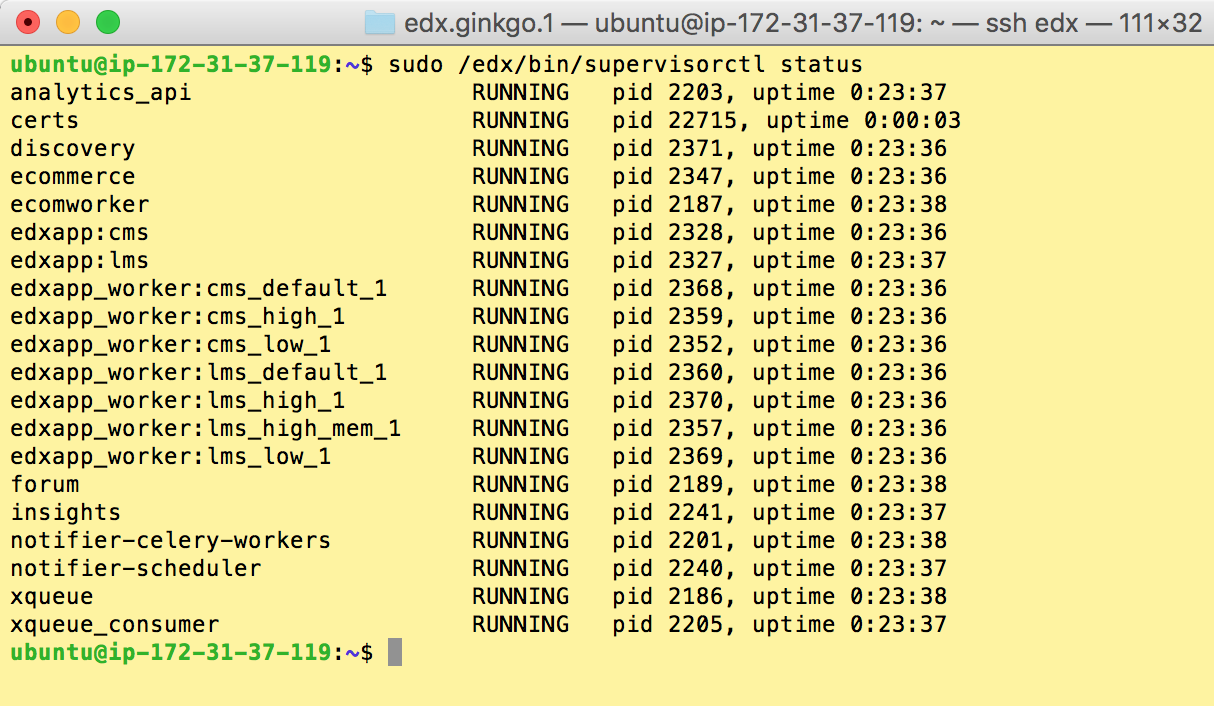 edx.ginkgo.1 — ubuntu@ip-172-31-37-119: ~ — ssh edx — 111×32
ubuntu@ip-172-31-37-119:~$ sudo /edx/bin/supervisorctl status
analytics_api                    RUNNING   pid 2203, uptime 0:23:37
certs                            RUNNING   pid 22715, uptime 0:00:03
discovery                        RUNNING   pid 2371, uptime 0:23:36
ecommerce                        RUNNING   pid 2347, uptime 0:23:36
ecomworker                       RUNNING   pid 2187, uptime 0:23:38
edxapp:cms                       RUNNING   pid 2328, uptime 0:23:36
edxapp:lms                       RUNNING   pid 2327, uptime 0:23:37
edxapp_worker:cms_default_1      RUNNING   pid 2368, uptime 0:23:36
edxapp_worker:cms_high_1         RUNNING   pid 2359, uptime 0:23:36
edxapp_worker:cms_low_1          RUNNING   pid 2352, uptime 0:23:36
edxapp_worker:lms_default_1      RUNNING   pid 2360, uptime 0:23:36
edxapp_worker:lms_high_1         RUNNING   pid 2370, uptime 0:23:36
edxapp_worker:lms_high_mem_1     RUNNING   pid 2357, uptime 0:23:36
edxapp_worker:lms_low_1          RUNNING   pid 2369, uptime 0:23:36
forum                            RUNNING   pid 2189, uptime 0:23:38
insights                         RUNNING   pid 2241, uptime 0:23:37
notifier-celery-workers          RUNNING   pid 2201, uptime 0:23:38
notifier-scheduler               RUNNING   pid 2240, uptime 0:23:37
xqueue                           RUNNING   pid 2186, uptime 0:23:38
xqueue_consumer                  RUNNING   pid 2205, uptime 0:23:37
ubuntu@ip-172-31-37-119:~$